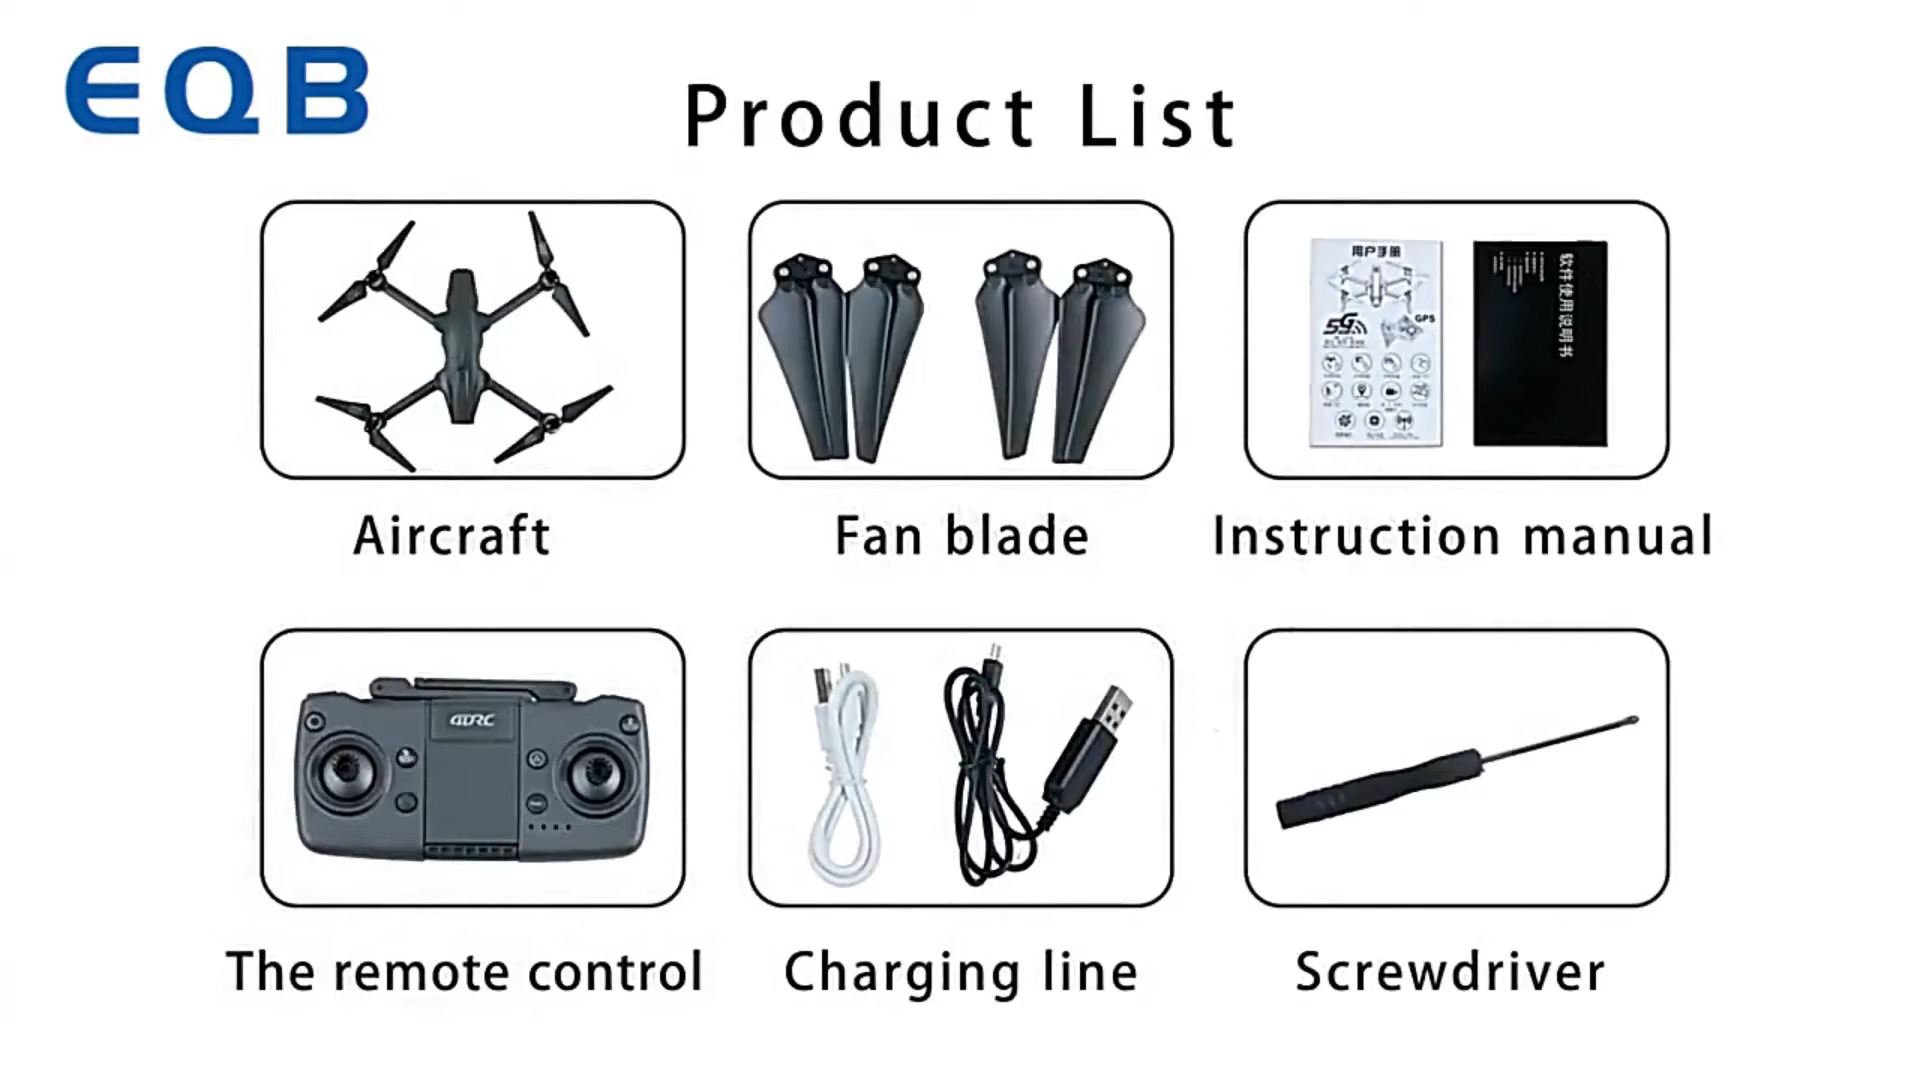 EQB
Product List
用户手册
5G
GPS
软件使用说明书
Aircraft
Fan blade
Instruction manual
4DRC
The remote control
Charging line
Screwdriver